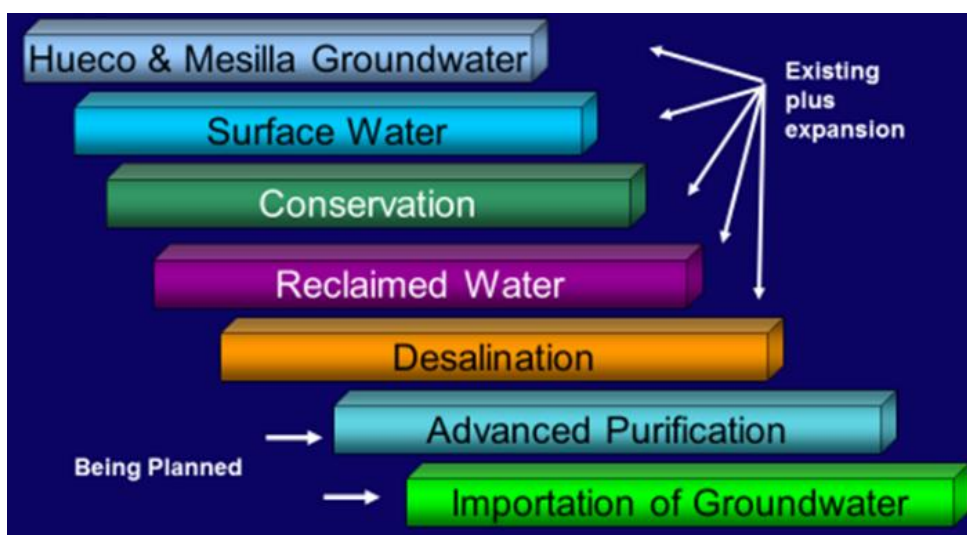 Hueco & Mesilla Groundwater
Existing
plus
expansion
Surface Water
Conservation
Reclaimed Water
Desalination
Advanced Purification
Being Planned
Importation of Groundwater